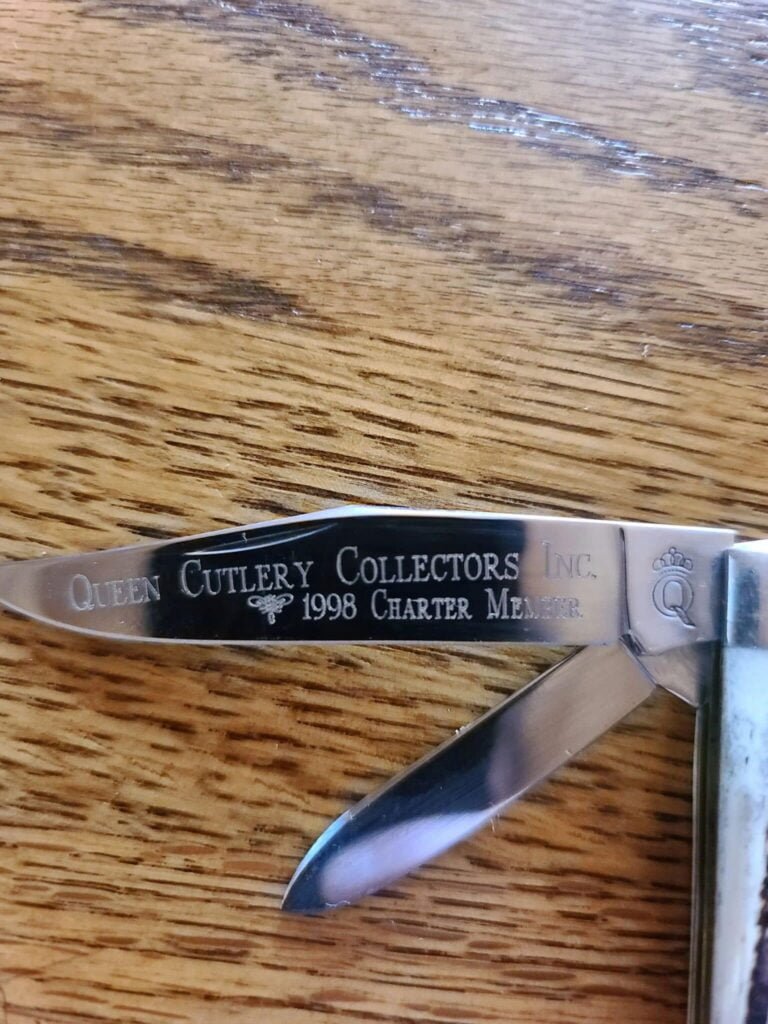 Queen Cutlery Collectors Inc.
1998 Charter Member
Q